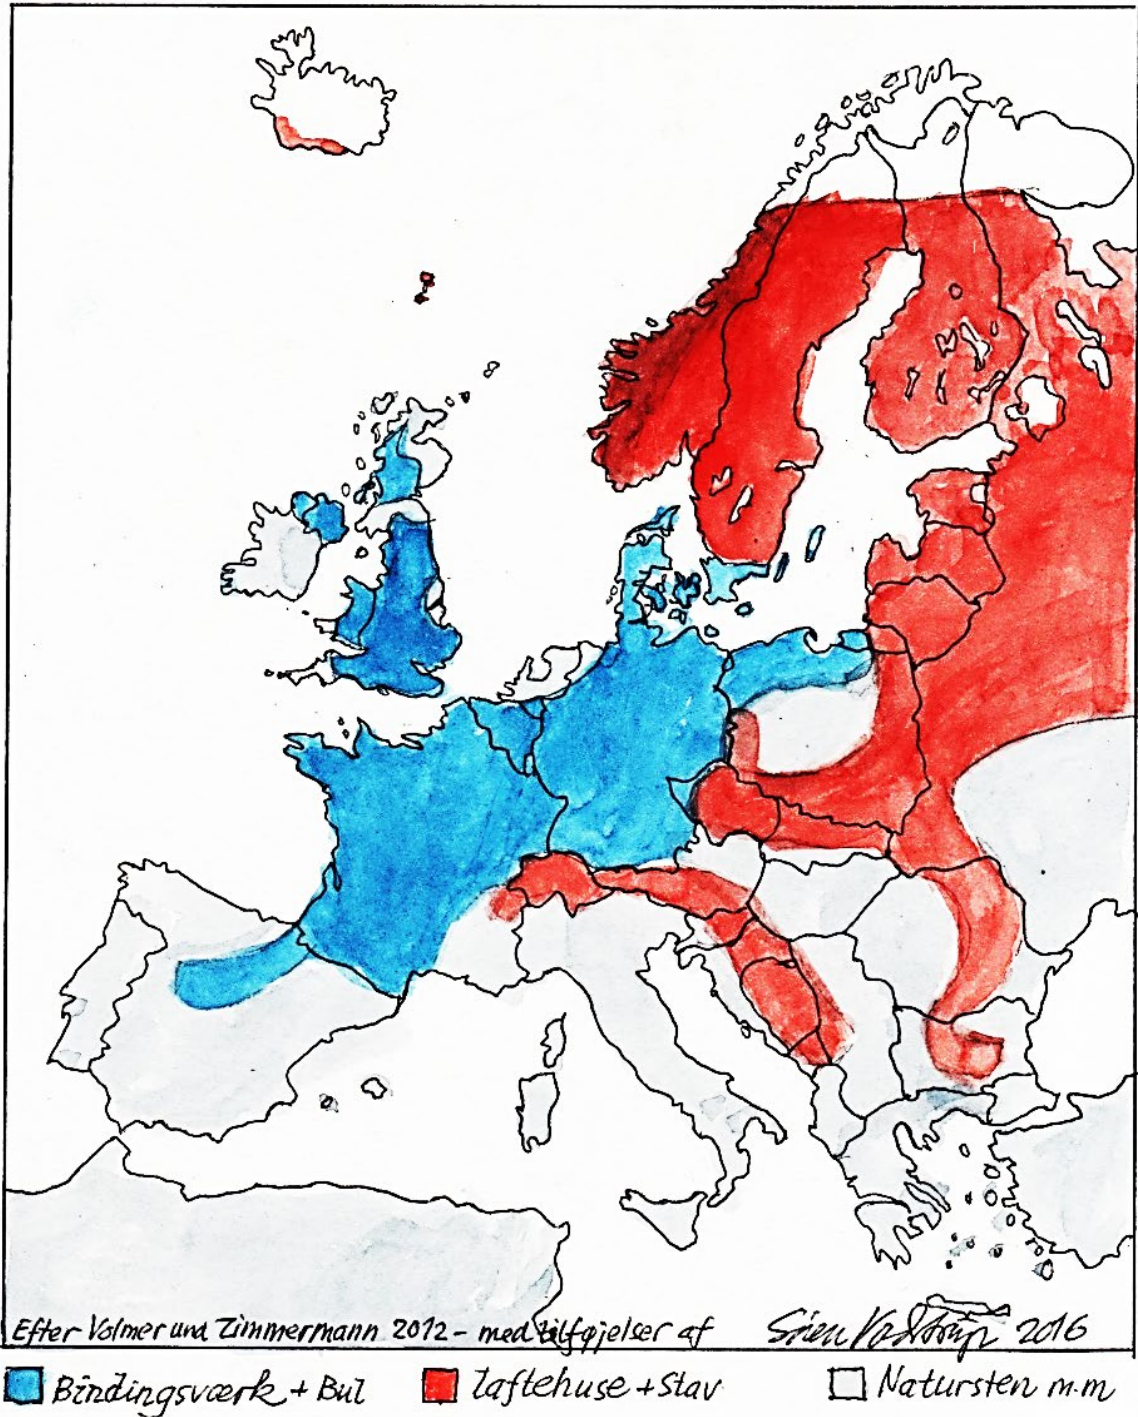 Efter Volmer und Zimmermann 2012 - med tilføjelser af Søren Vadstrup 2016
Bindingsværk + Bul laftehuse + Stav Natursten m.m